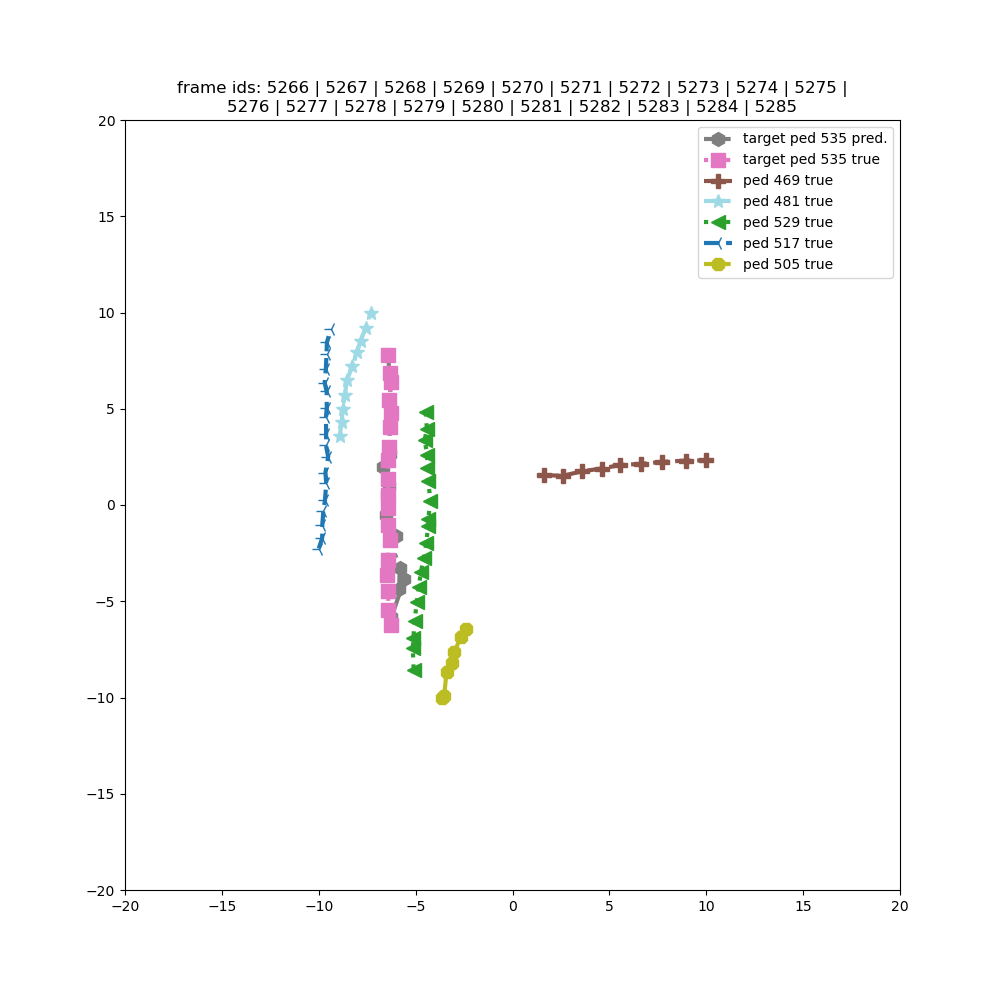 frame ids: 5266 | 5267 | 5268 | 5269 | 5270 | 5271 | 5272 | 5273 | 5274 | 5275 |
5276 | 5277 | 5278 | 5279 | 5280 | 5281 | 5282 | 5283 | 5284 | 5285
target ped 535 pred.
target ped 535 true
ped 469 true
ped 481 true
ped 529 true
ped 517 true
ped 505 true
20
15
10
5
0
−5
−10
−15
−20
−20 −15 −10 −5 0 5 10 15 20